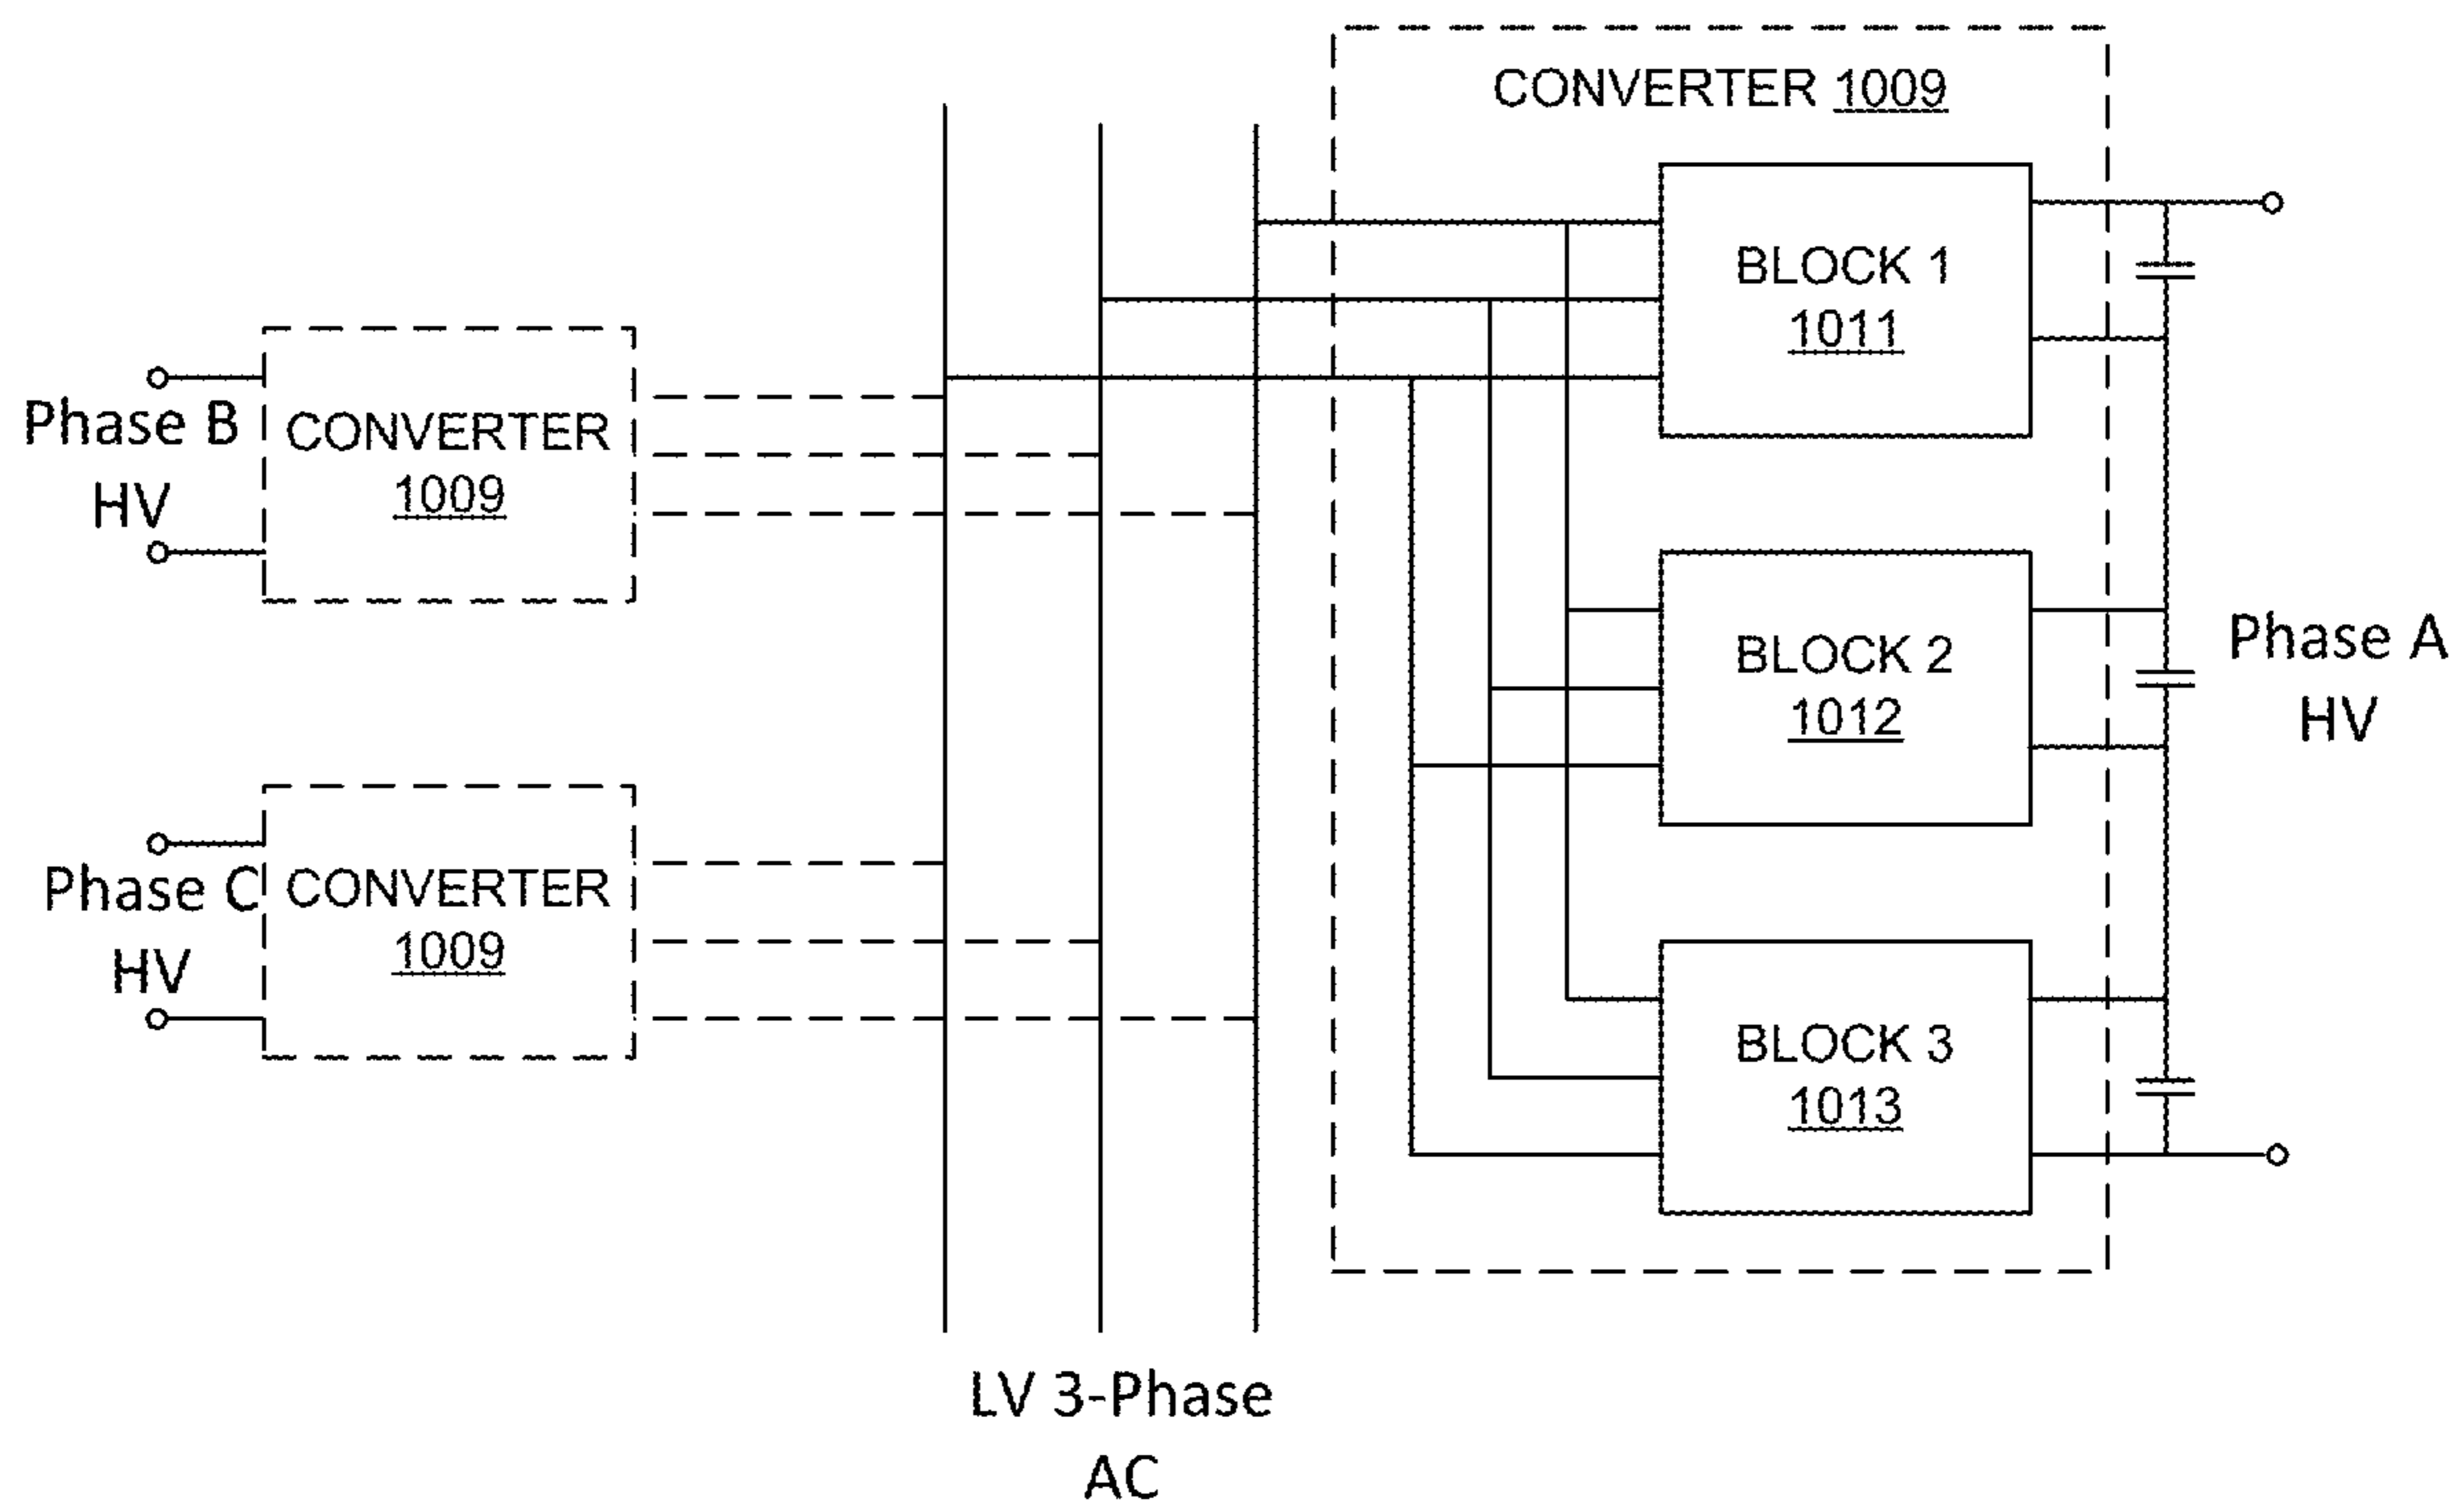 CONVERTER 1009
BLOCK 1
1011
Phase B
HV
CONVERTER
1009
BLOCK 2
1012
Phase A
HV
Phase C
HV
CONVERTER
1009
BLOCK 3
1013
LV 3-Phase
AC